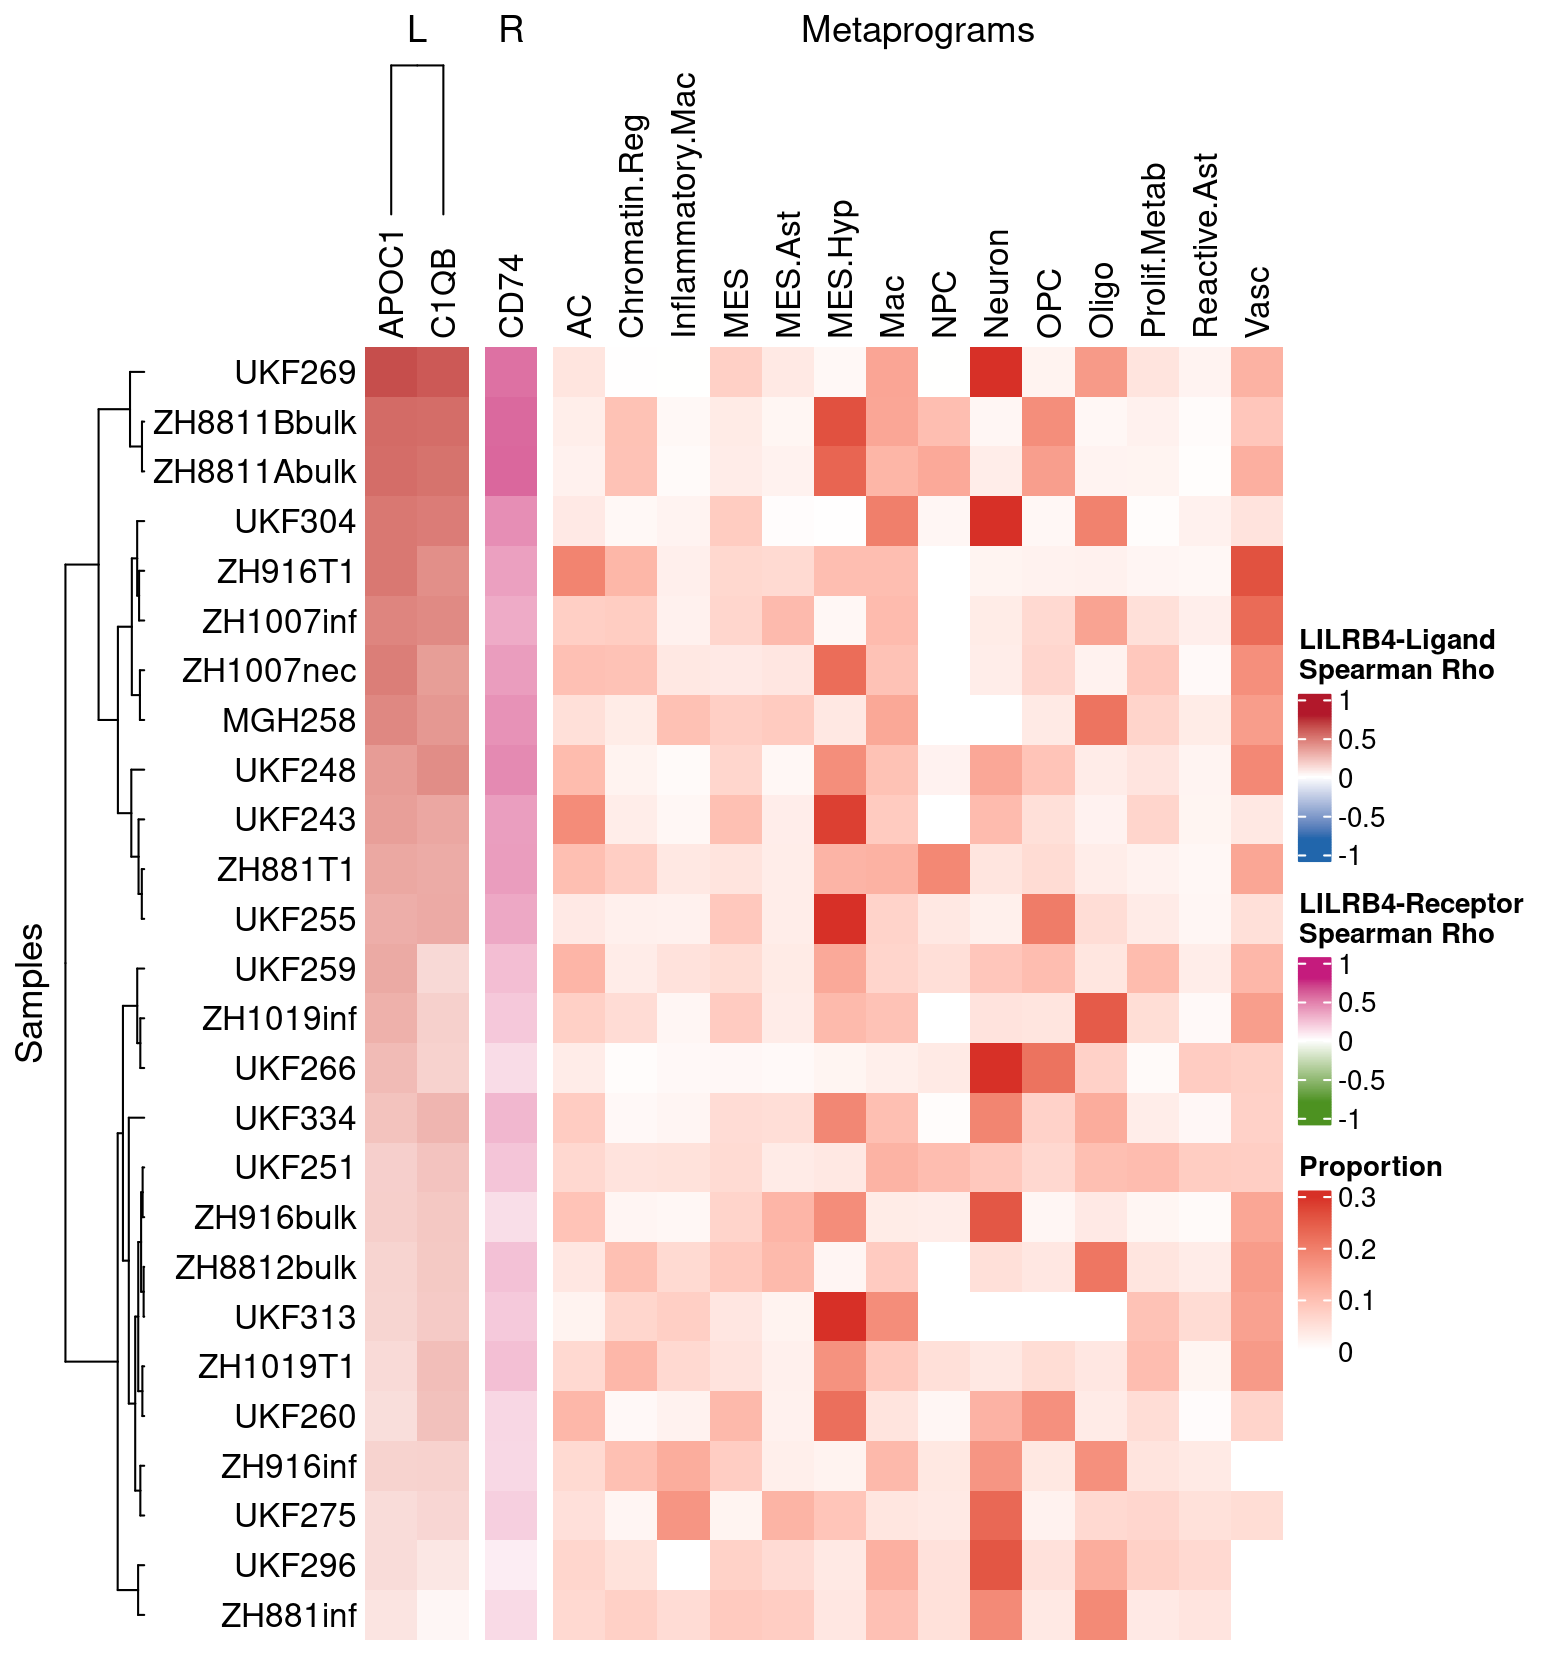 L
R
Metaprograms
APOC1
C1QB
CD74
AC
Chromatin.Reg
Inflammatory.Mac
MES
MES.Ast
MES.Hyp
Mac
NPC
Neuron
OPC
Oligo
Prolif.Metab
Reactive.Ast
Vasc
Samples
UKF269
ZH8811Bbulk
ZH8811Abulk
UKF304
ZH916T1
ZH1007inf
ZH1007nec
MGH258
UKF248
UKF243
ZH881T1
UKF255
UKF259
ZH1019inf
UKF266
UKF334
UKF251
ZH916bulk
ZH8812bulk
UKF313
ZH1019T1
UKF260
ZH916inf
UKF275
UKF296
ZH881inf
LILRB4-Ligand
Spearman Rho
1
0.5
0
-0.5
-1
LILRB4-Receptor
Spearman Rho
1
0.5
0
-0.5
-1
Proportion
0.3
0.2
0.1
0